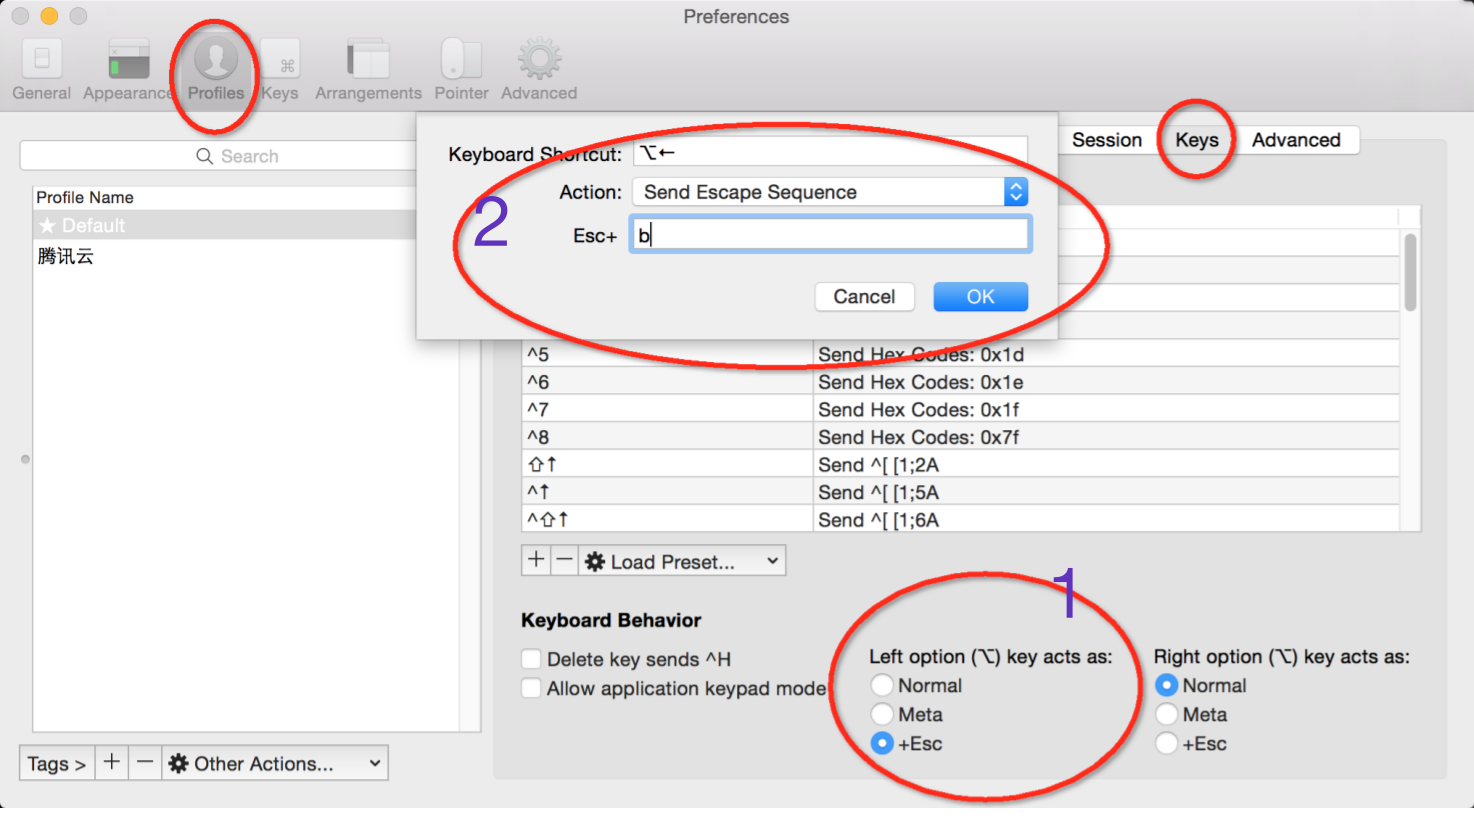 Preferences
General Appearance Profiles Keys Arrangements Pointer Advanced
Search
Profile Name
★ Default
腾讯云
Tags > + − Other Actions...
Session Keys Advanced
Keyboard Shortcut: ⌥←
Action: Send Escape Sequence
2
Esc+ b
Cancel OK
^5 Send Hex Codes: 0x1d
^6 Send Hex Codes: 0x1e
^7 Send Hex Codes: 0x1f
^8 Send Hex Codes: 0x7f
⇧↑ Send ^[ [1;2A
^↑ Send ^[ [1;5A
^⇧↑ Send ^[ [1;6A
+ − Load Preset...
1
Keyboard Behavior
Delete key sends ^H
Allow application keypad mode
Left option (⌥) key acts as:
Normal
Meta
+Esc
Right option (⌥) key acts as:
Normal
Meta
+Esc